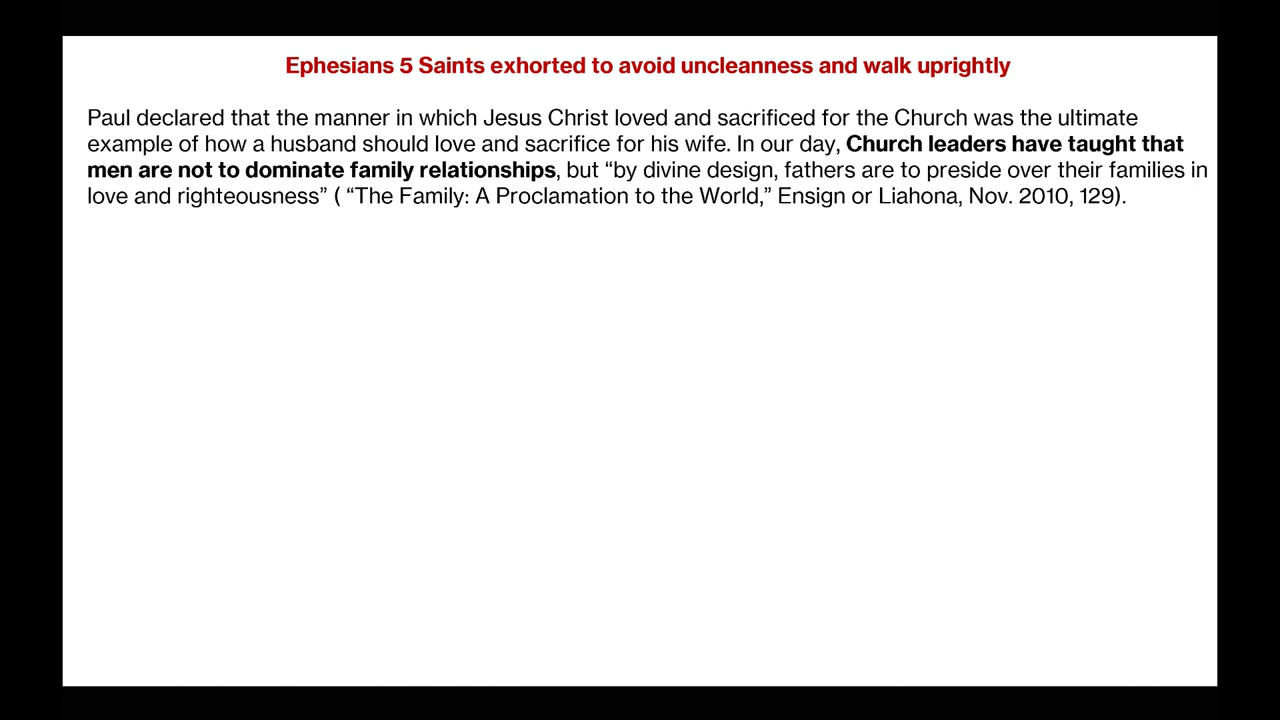 Ephesians 5 Saints exhorted to avoid uncleanness and walk uprightly
Paul declared that the manner in which Jesus Christ loved and sacrificed for the Church was the ultimate
example of how a husband should love and sacrifice for his wife. In our day, Church leaders have taught that
men are not to dominate family relationships, but “by divine design, fathers are to preside over their families in
love and righteousness” ( “The Family: A Proclamation to the World,” Ensign or Liahona, Nov. 2010, 129).